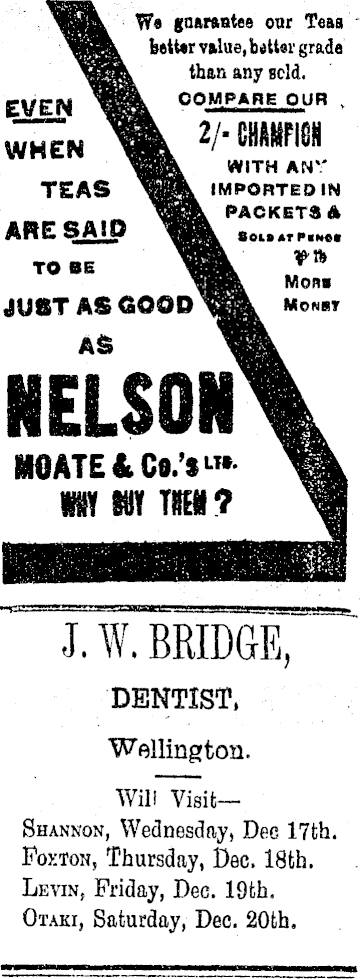 We guarantee our Teas
better value, better grade
than any sold.
COMPARE OUR
2/- CHAMPION
WITH ANY
IMPORTED IN
PACKETS &
SOLD AT PENCE
℔
MORE
MONEY
EVEN
WHEN
TEAS
ARE SAID
TO BE
JUST AS GOOD
AS
NELSON
MOATE & Co.'s LTD.
WHY BUY THEM?
J. W. BRIDGE,
DENTIST,
Wellington.
Will Visit—
SHANNON, Wednesday, Dec 17th.
FOXTON, Thursday, Dec. 18th.
LEVIN, Friday, Dec. 19th.
OTAKI, Saturday, Dec. 20th.